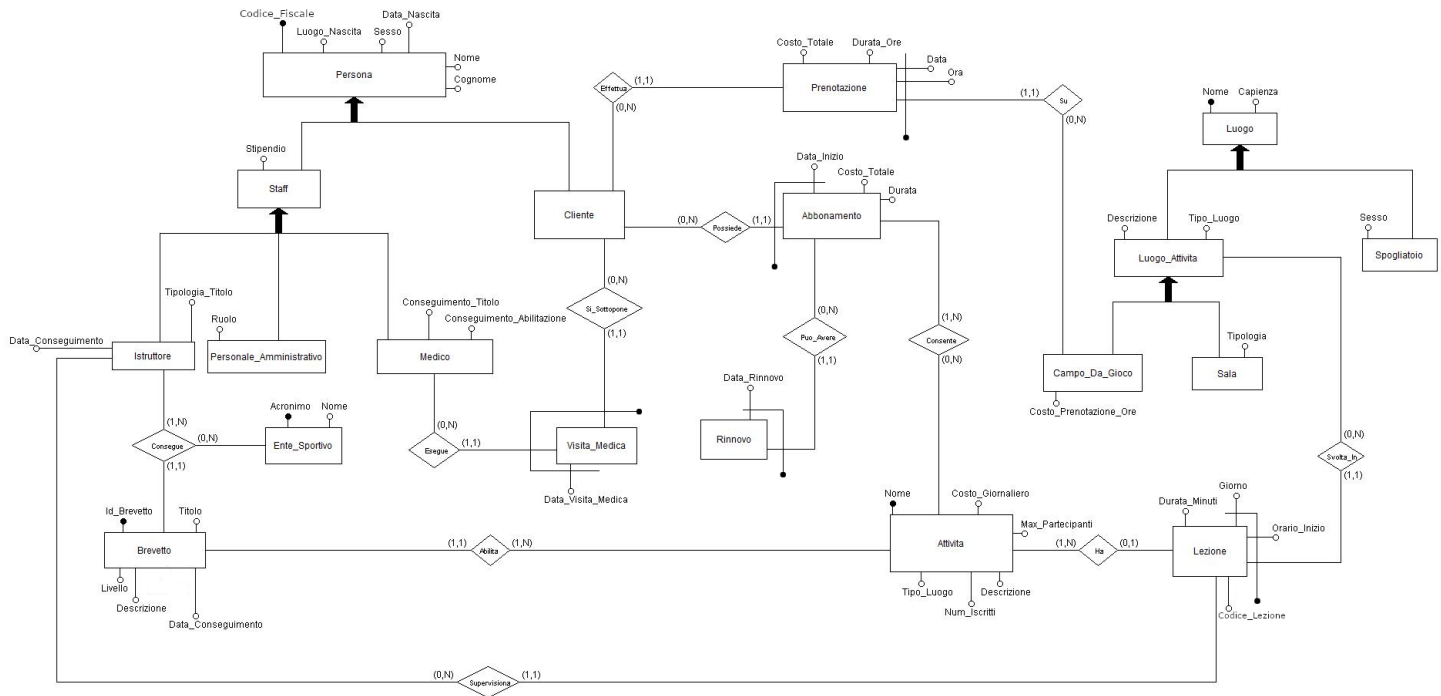 Codice_Fiscale
Data_Nascita
Luogo_Nascita
Sesso
Nome
Persona
Cognome
Costo_Totale
Durata_Ore
Data
Ora
Prenotazione
Effettua
(1,1)
(0,N)
(1,1)
Su
(0,N)
Nome
Capienza
Luogo
Stipendio
Staff
Cliente
Data_Inizio
Costo_Totale
Durata
(0,N)
Possiede
(1,1)
Abbonamento
Descrizione
Tipo_Luogo
Luogo_Attivita
Sesso
Spogliatoio
Tipologia_Titolo
Data_Conseguimento
Istruttore
Ruolo
Personale_Amministrativo
Conseguimento_Titolo
Conseguimento_Abilitazione
Medico
(0,N)
Si_Sottopone
(1,1)
(0,N)
Puo_Avere
(1,1)
(1,N)
Consente
(0,N)
Campo_Da_Gioco
Costo_Prenotazione_Ore
Tipologia
Sala
Data_Rinnovo
Rinnovo
Acronimo
Nome
(1,N)
Consegue
(0,N)
Ente_Sportivo
(1,1)
(0,N)
Esegue
(1,1)
Visita_Medica
Data_Visita_Medica
(0,N)
Svolta_In
(1,1)
Id_Brevetto
Titolo
Brevetto
Livello
Descrizione
Data_Conseguimento
(1,1)
Abilita
(1,N)
Nome
Costo_Giornaliero
Max_Partecipanti
Attivita
Tipo_Luogo
Descrizione
Num_Iscritti
(1,N)
Ha
(0,1)
Giorno
Durata_Minuti
Orario_Inizio
Lezione
Codice_Lezione
(0,N)
Supervisiona
(1,1)